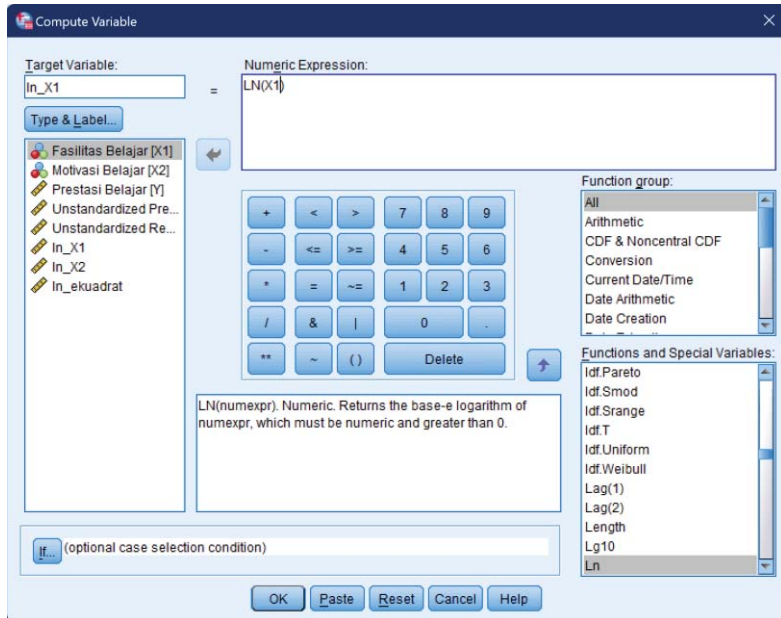 Compute Variable
Target Variable:
ln_X1
Type & Label...
=
Numeric Expression:
LN(X1)
Fasilitas Belajar [X1]
Motivasi Belajar [X2]
Prestasi Belajar [Y]
Unstandardized Pre...
Unstandardized Re...
ln_X1
ln_X2
ln_ekuadrat
+ < > 7 8 9
- <= >= 4 5 6
* = ~= 1 2 3
/ & | 0 .
** ~ ( ) Delete
LN(numexpr). Numeric. Returns the base-e logarithm of
numexpr, which must be numeric and greater than 0.
Function group:
All
Arithmetic
CDF & Noncentral CDF
Conversion
Current Date/Time
Date Arithmetic
Date Creation
Functions and Special Variables:
Idf.Pareto
Idf.Smod
Idf.Srange
Idf.T
Idf.Uniform
Idf.Weibull
Lag(1)
Lag(2)
Length
Lg10
Ln
If... (optional case selection condition)
OK Paste Reset Cancel Help